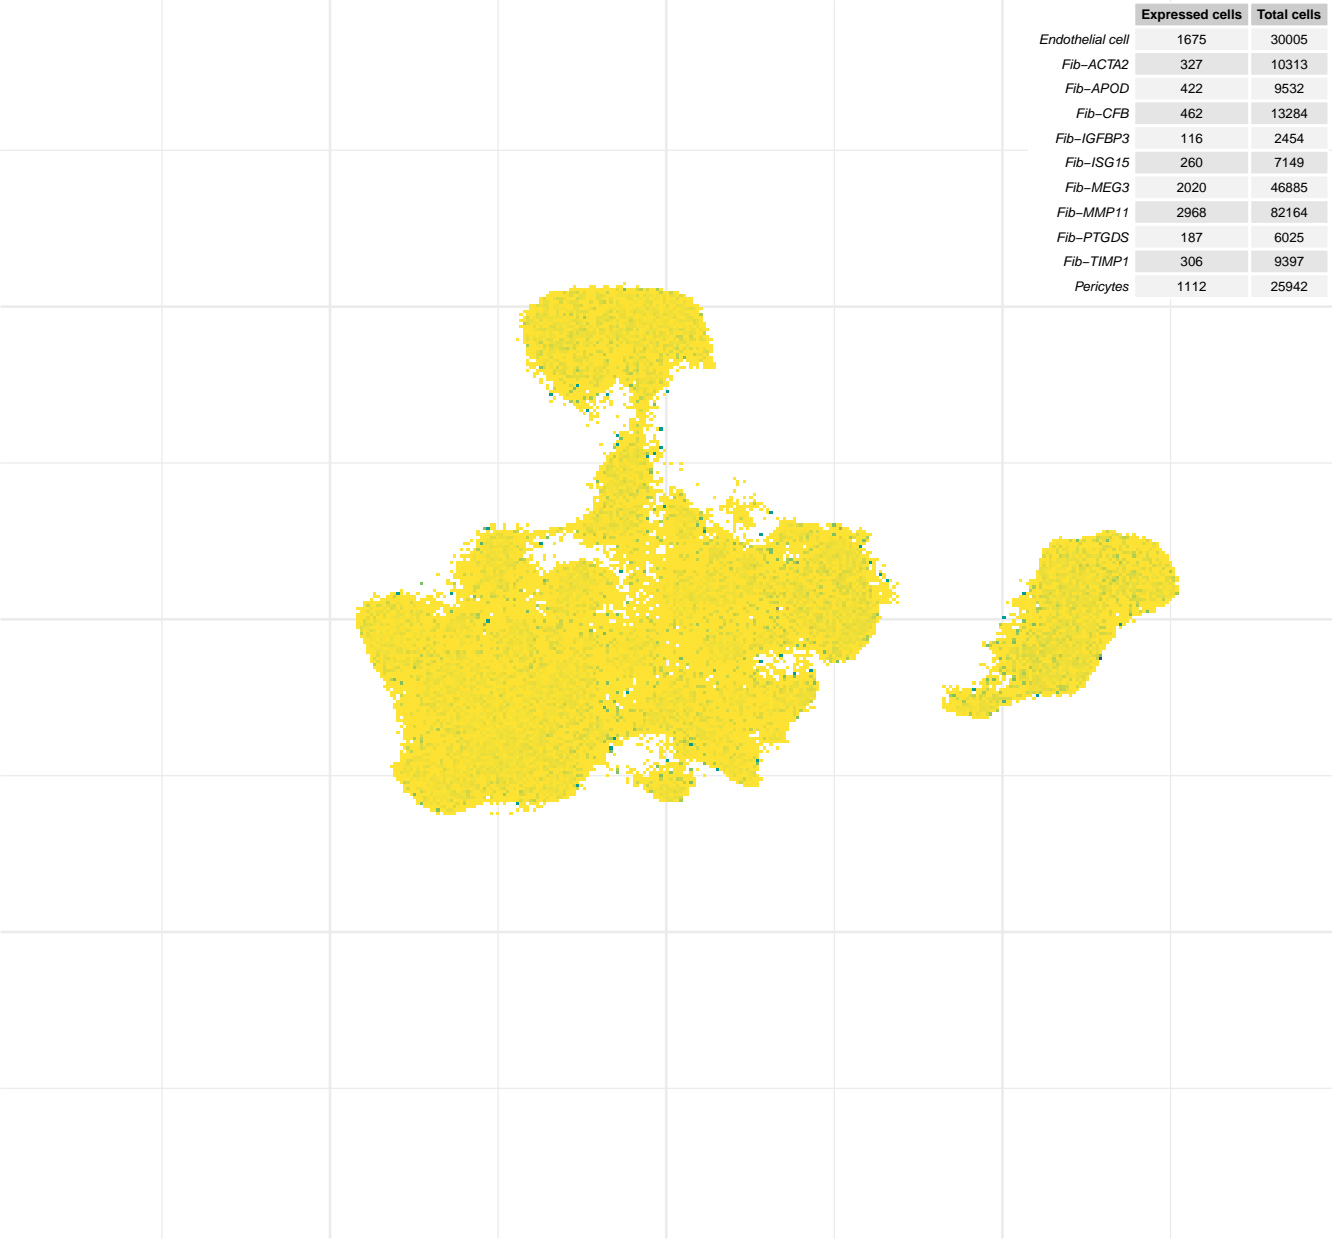 Expressed cells Total cells
Endothelial cell 1675 30005
Fib−ACTA2 327 10313
Fib−APOD 422 9532
Fib−CFB 462 13284
Fib−IGFBP3 116 2454
Fib−ISG15 260 7149
Fib−MEG3 2020 46885
Fib−MMP11 2968 82164
Fib−PTGDS 187 6025
Fib−TIMP1 306 9397
Pericytes 1112 25942